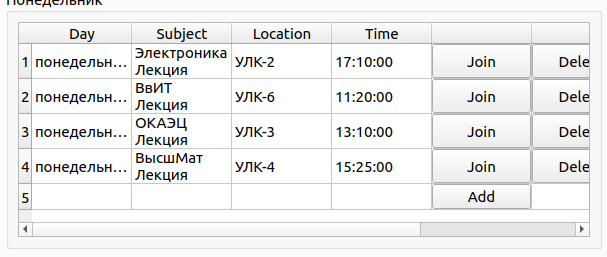 Понедельник
Day Subject Location Time
1 понедельн... Электроника Лекция УЛК-2 17:10:00 Join Dele
2 понедельн... ВвИТ Лекция УЛК-6 11:20:00 Join Dele
3 понедельн... ОКАЭЦ Лекция УЛК-3 13:10:00 Join Dele
4 понедельн... ВысшМат Лекция УЛК-4 15:25:00 Join Dele
5 Add